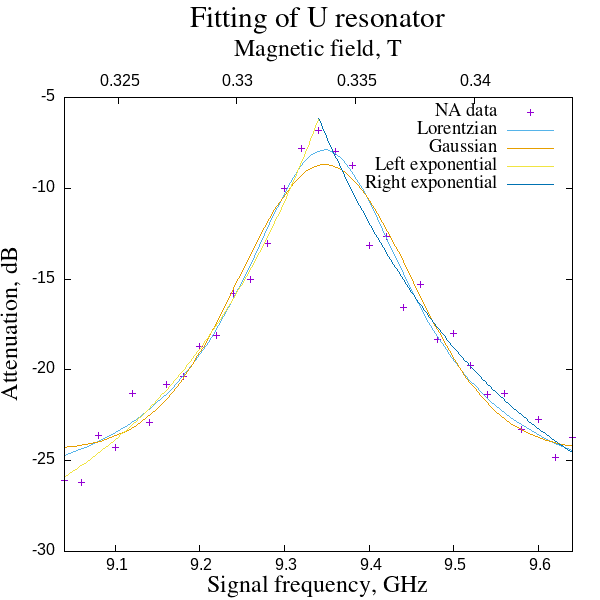 Fitting of U resonator
Magnetic field, T
0.325 0.33 0.335 0.34
-5
NA data
Lorentzian
Gaussian
Left exponential
Right exponential
-10
-15
-20
-25
-30
Attenuation, dB
9.1 9.2 9.3 9.4 9.5 9.6
Signal frequency, GHz